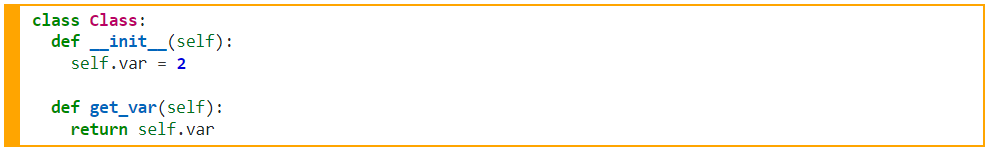 class Class:
  def __init__(self):
    self.var = 2

  def get_var(self):
    return self.var